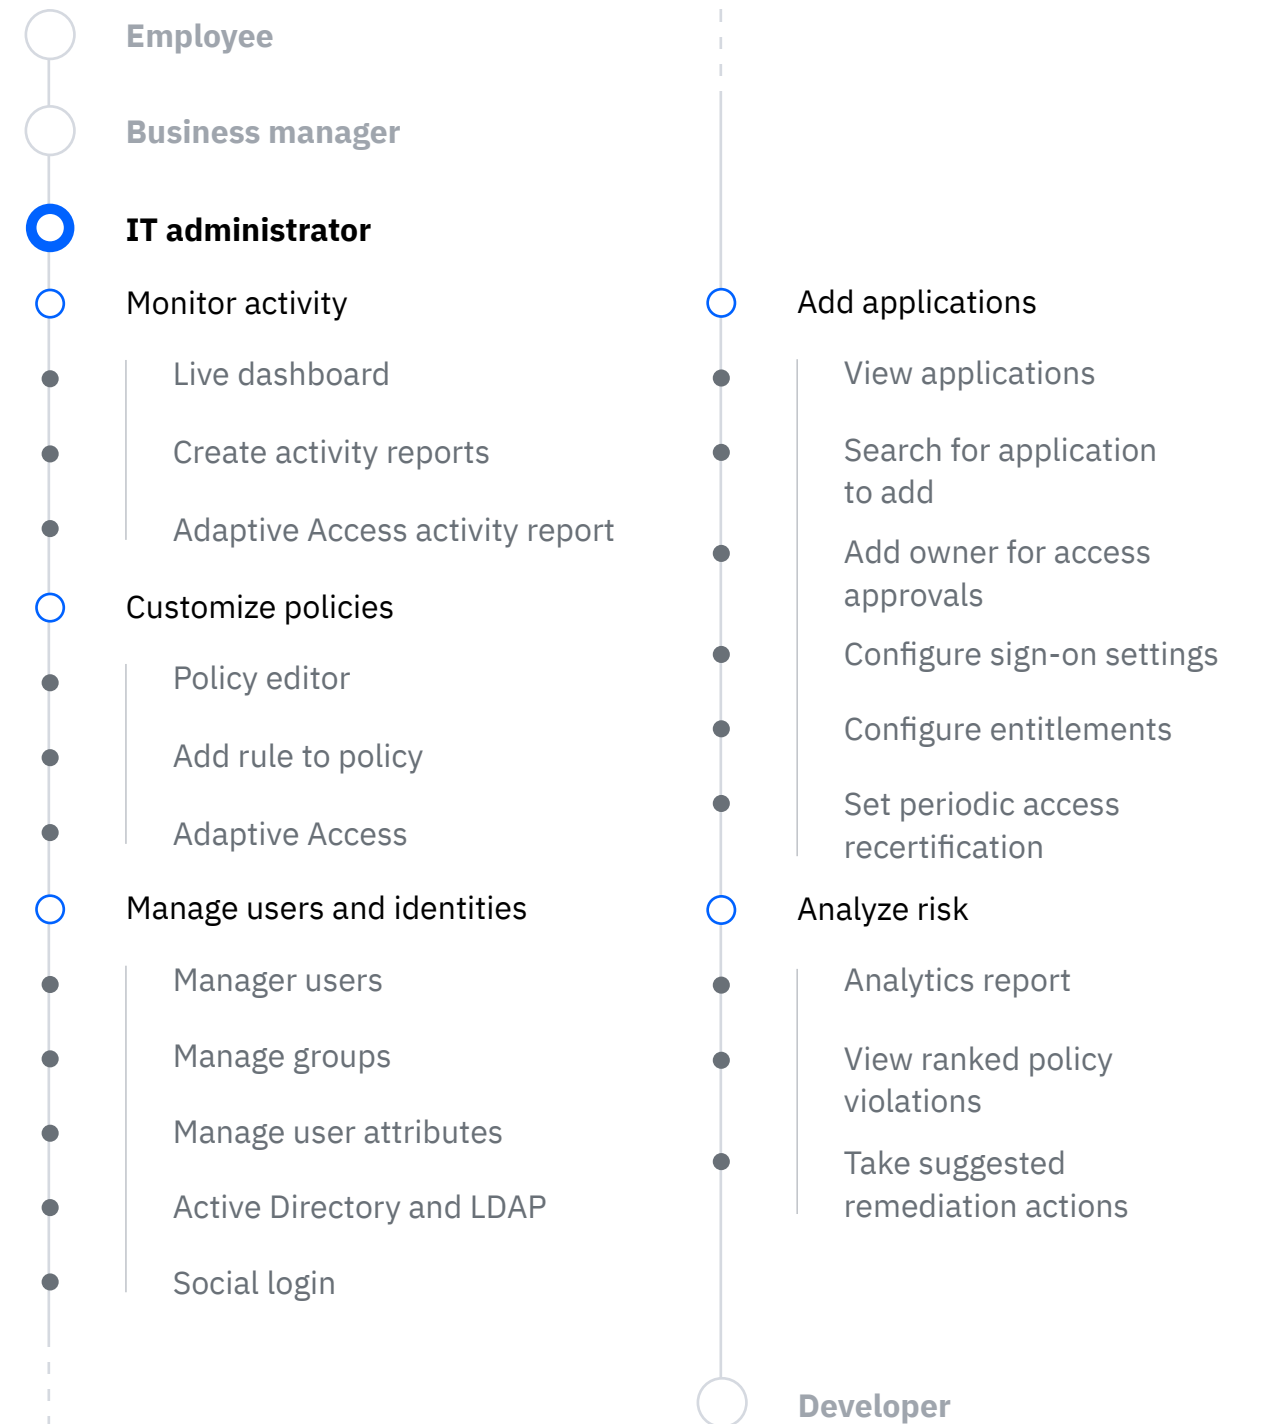 Employee
Business manager
IT administrator
Monitor activity
Live dashboard
Create activity reports
Adaptive Access activity report
Customize policies
Policy editor
Add rule to policy
Adaptive Access
Manage users and identities
Manager users
Manage groups
Manage user attributes
Active Directory and LDAP
Social login
Add applications
View applications
Search for application
to add
Add owner for access
approvals
Configure sign-on settings
Configure entitlements
Set periodic access
recertification
Analyze risk
Analytics report
View ranked policy
violations
Take suggested
remediation actions
Developer